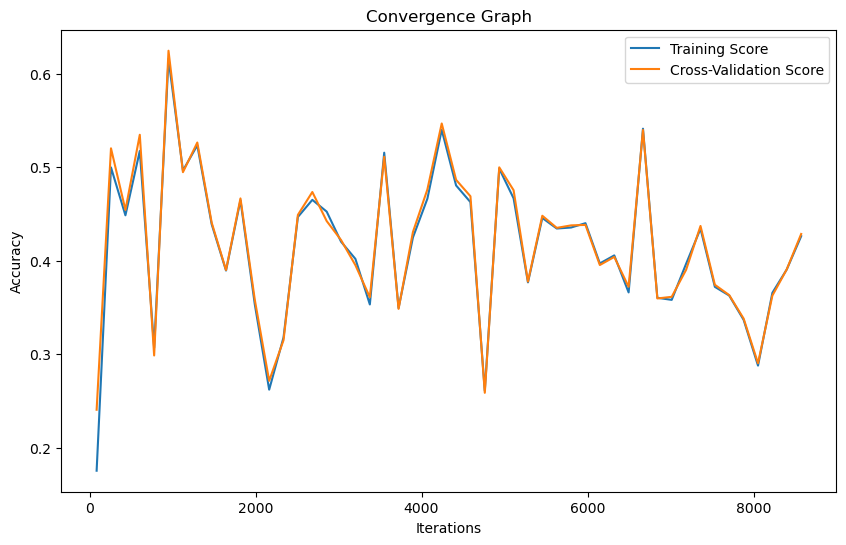 Convergence Graph
Training Score
Cross-Validation Score
0.6
0.5
0.4
0.3
0.2
Accuracy
0
2000
4000
6000
8000
Iterations